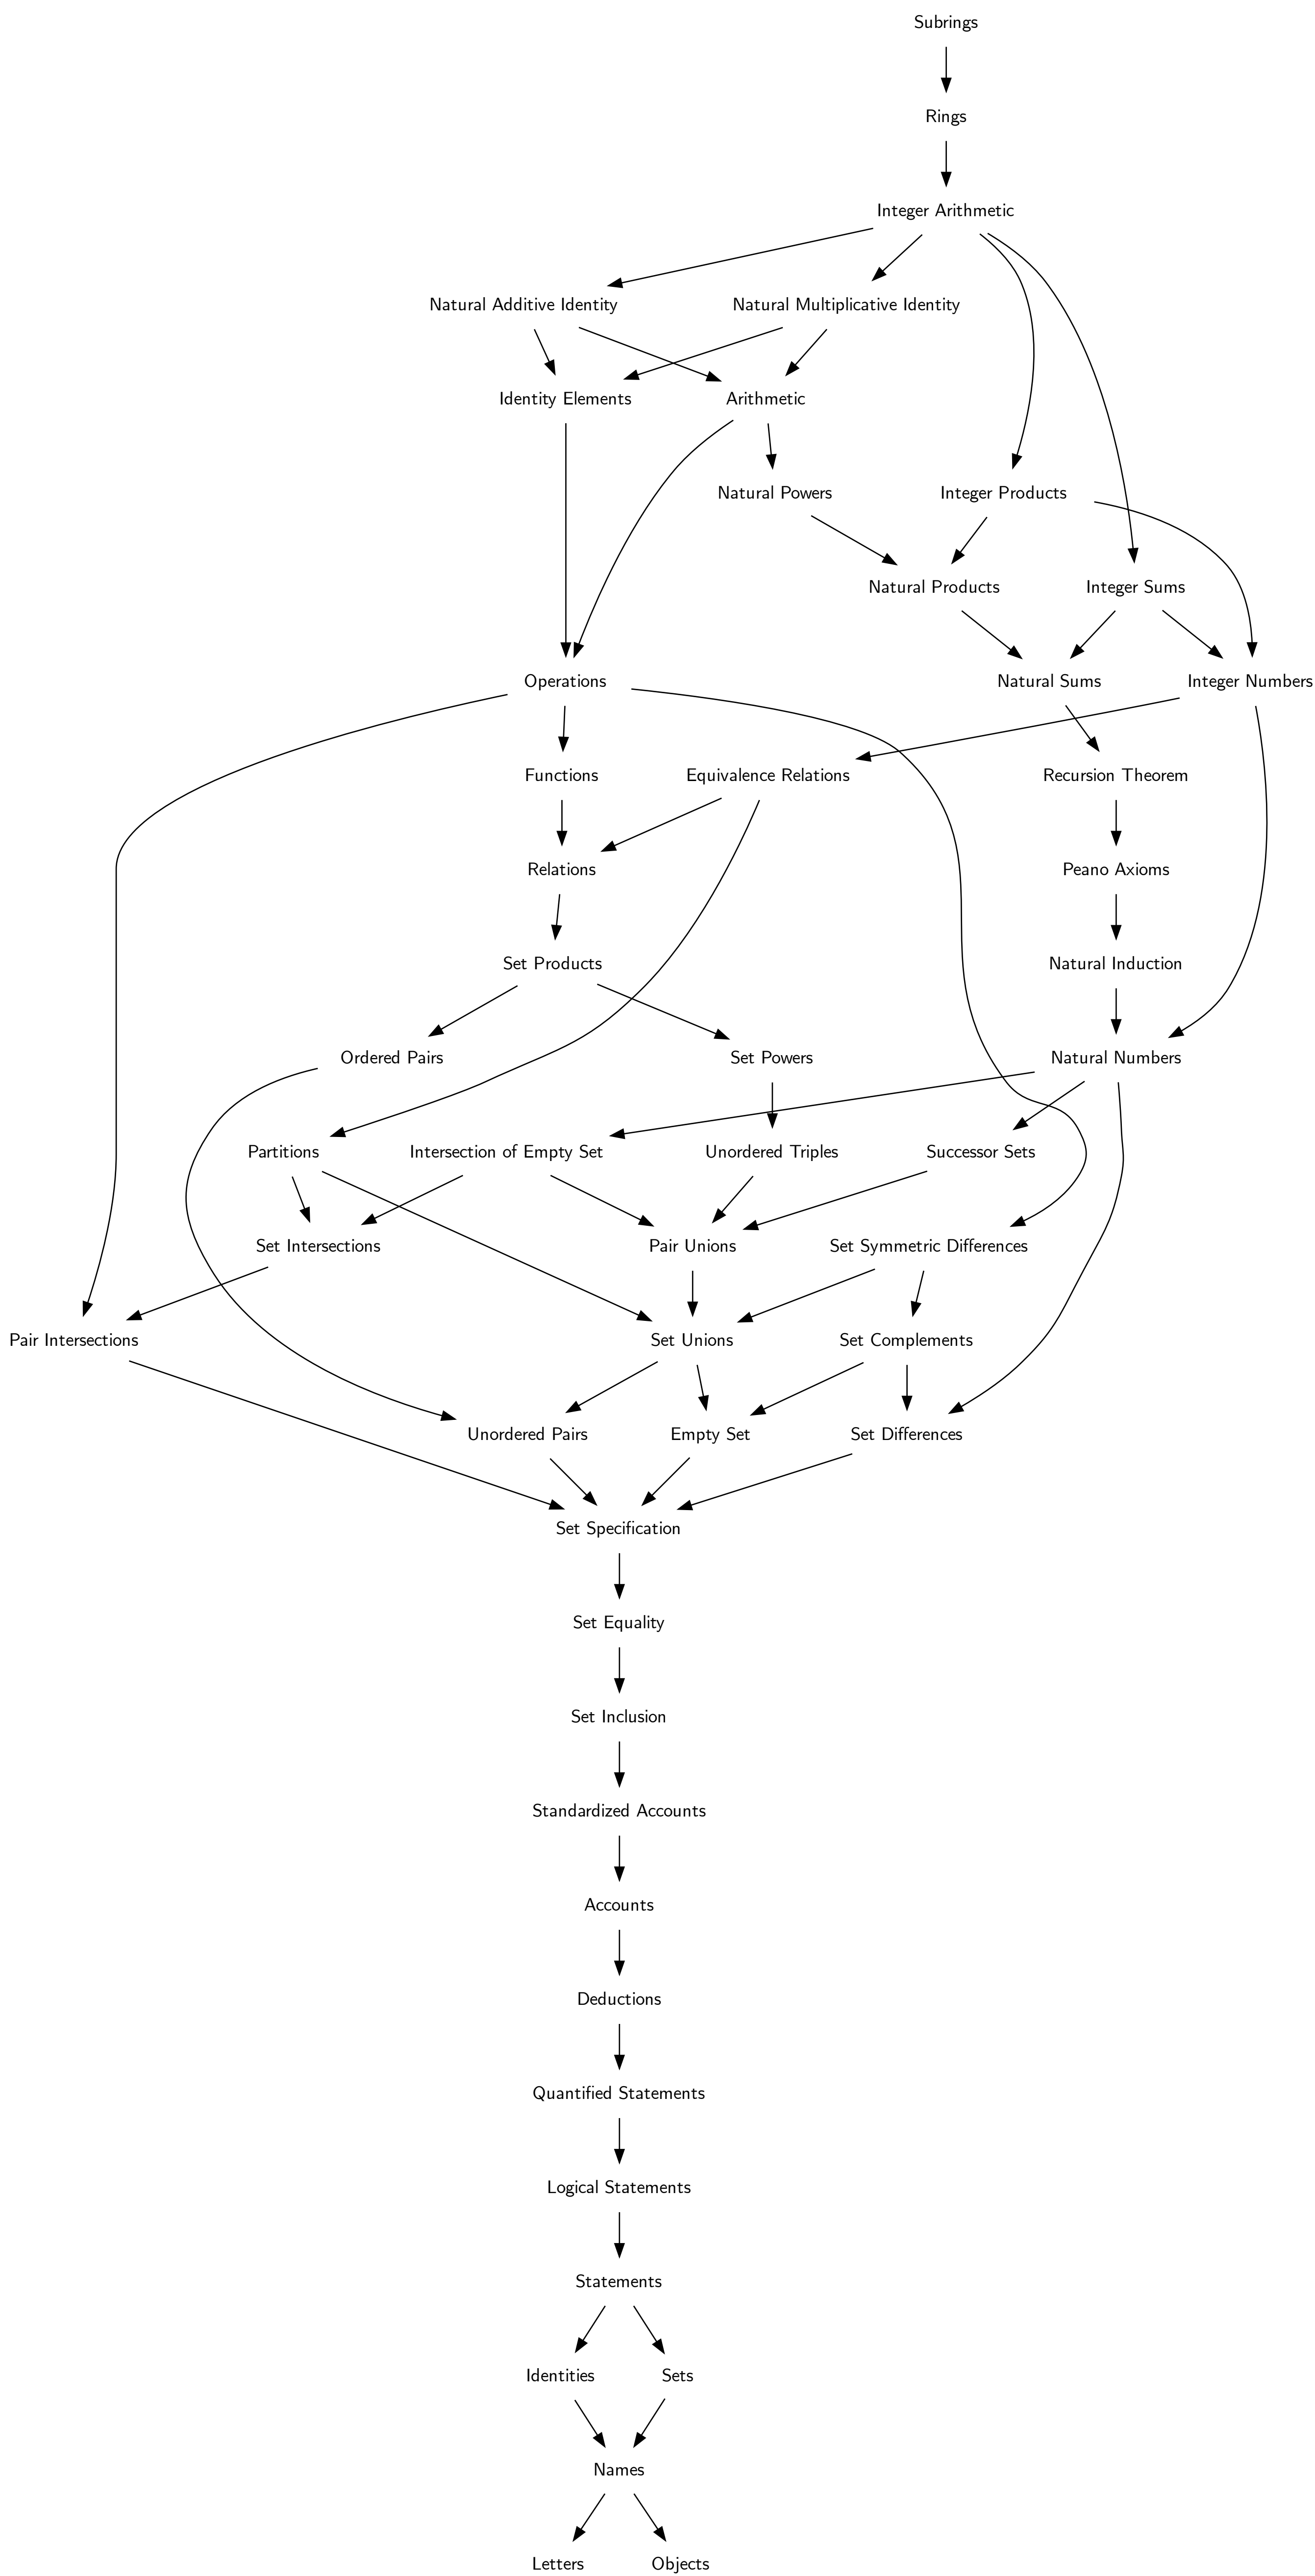 Subrings
Rings
Integer Arithmetic
Natural Additive Identity
Natural Multiplicative Identity
Identity Elements
Arithmetic
Natural Powers
Integer Products
Natural Products
Integer Sums
Operations
Natural Sums
Integer Numbers
Functions
Equivalence Relations
Recursion Theorem
Relations
Peano Axioms
Set Products
Natural Induction
Ordered Pairs
Set Powers
Natural Numbers
Partitions
Intersection of Empty Set
Unordered Triples
Successor Sets
Set Intersections
Pair Unions
Set Symmetric Differences
Pair Intersections
Set Unions
Set Complements
Unordered Pairs
Empty Set
Set Differences
Set Specification
Set Equality
Set Inclusion
Standardized Accounts
Accounts
Deductions
Quantified Statements
Logical Statements
Statements
Identities
Sets
Names
Letters
Objects